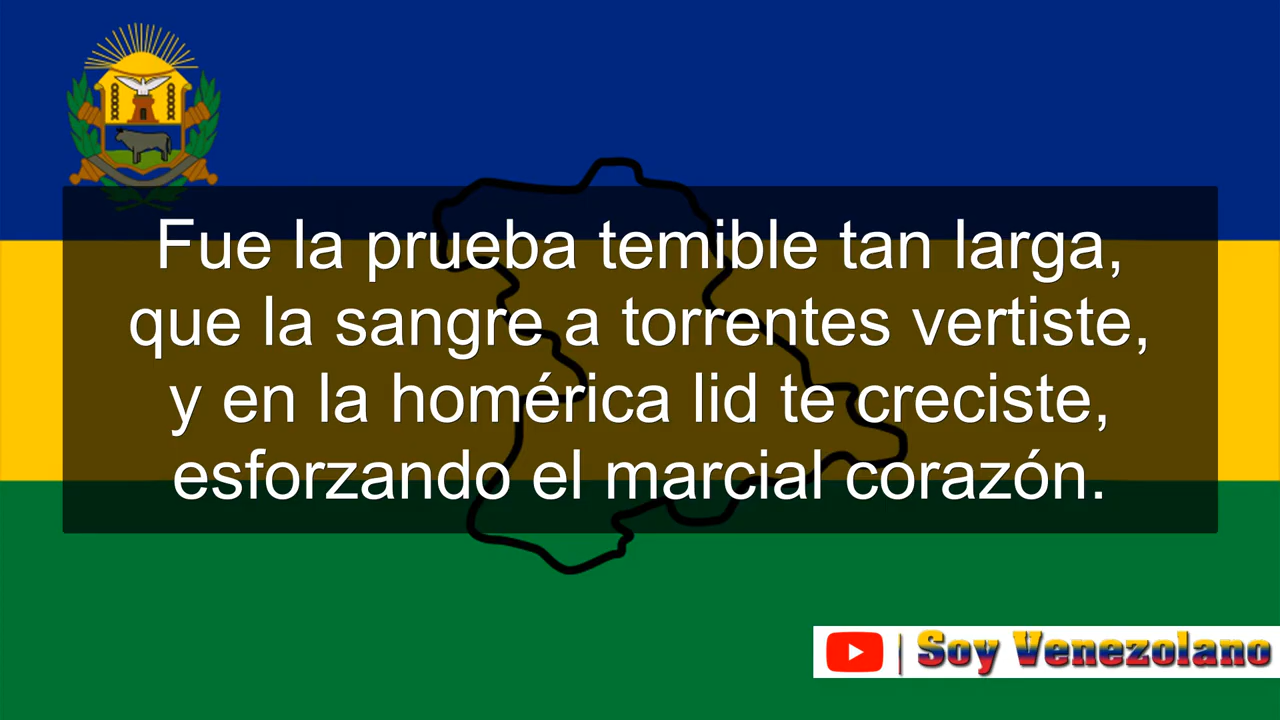 Fue la prueba temible tan larga,
que la sangre a torrentes vertiste,
y en la homérica lid te creciste,
esforzando el marcial corazón.
| Soy Venezolano